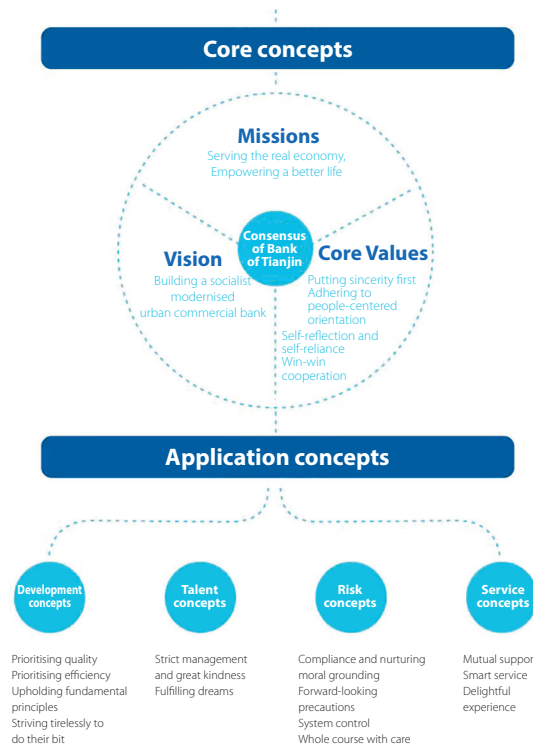 Core concepts
Missions
Serving the real economy,
Empowering a better life
Consensus
of Bank
of Tianjin
Vision
Building a socialist
modernised
urban commercial bank
Core Values
Putting sincerity first
Adhering to
people-centered
orientation
Self-reflection and
self-reliance
Win-win
cooperation
Application concepts
Development
concepts
Prioritising quality
Prioritising efficiency
Upholding fundamental
principles
Striving tirelessly to
do their bit
Talent
concepts
Strict management
and great kindness
Fulfilling dreams
Risk
concepts
Compliance and nurturing
moral grounding
Forward-looking
precautions
System control
Whole course with care
Service
concepts
Mutual support
Smart service
Delightful
experience